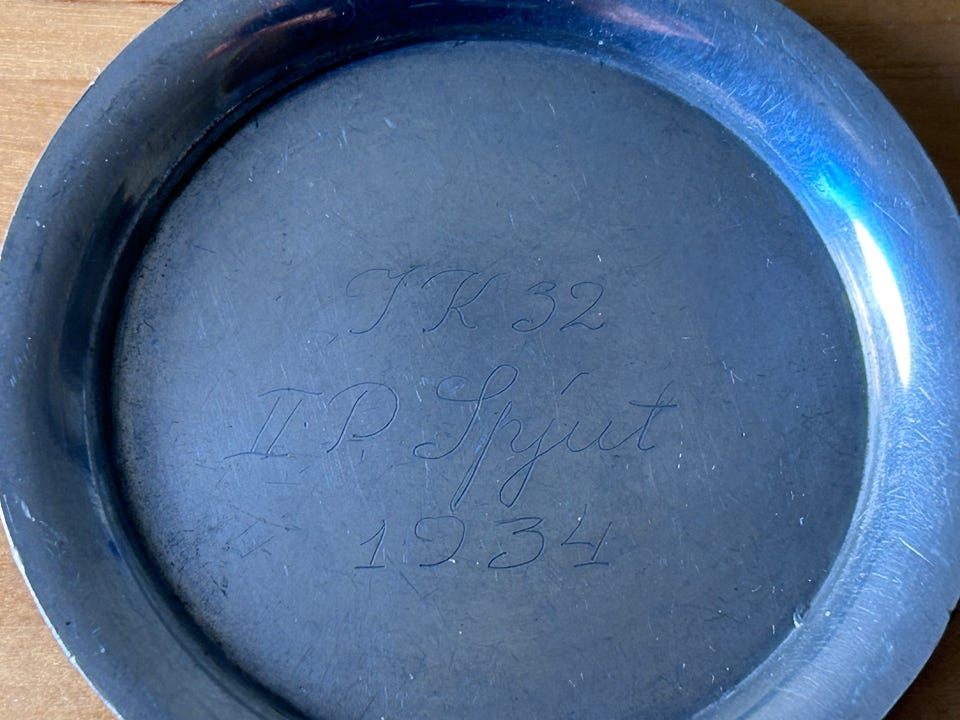 IK 32
II P. Spjut
1934